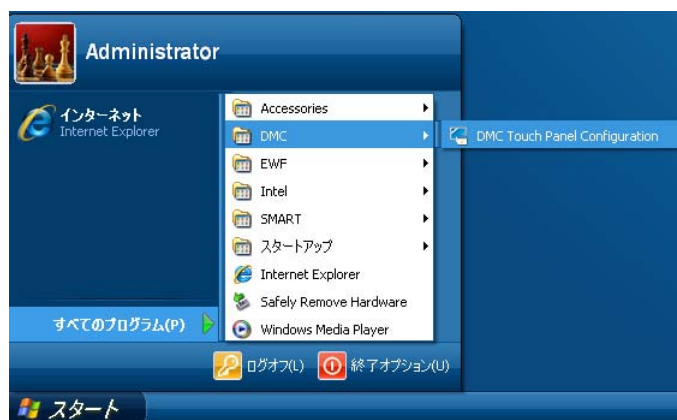 Administrator
インターネット
Internet Explorer
Accessories
DMC
DMC Touch Panel Configuration
EWF
Intel
SMART
スタートアップ
Internet Explorer
Safely Remove Hardware
Windows Media Player
すべてのプログラム(P)
ログオフ(L)
終了オプション(U)
スタート